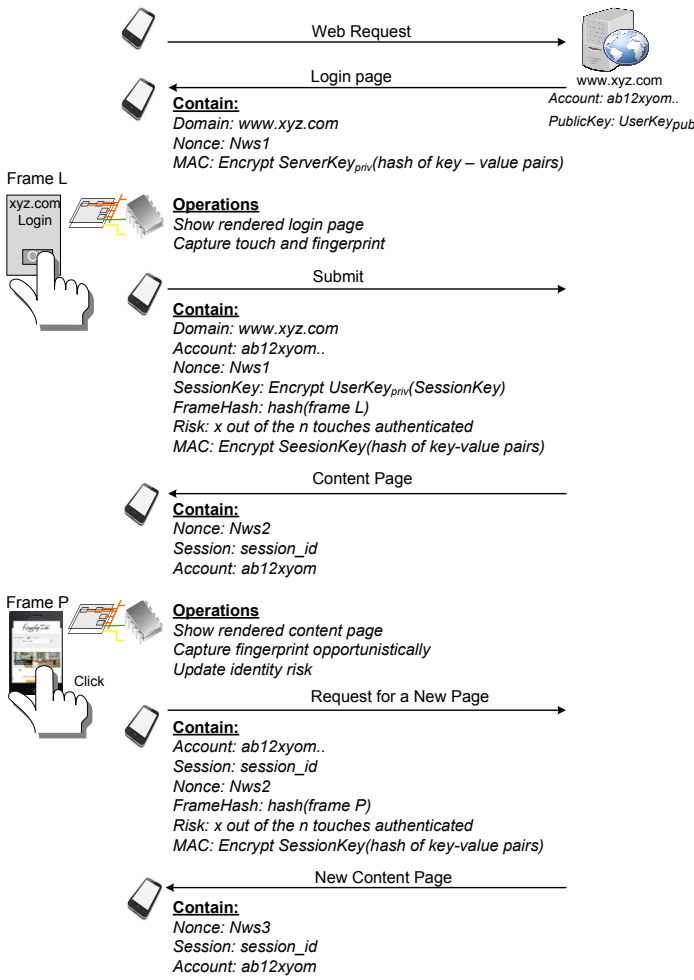 Web Request
www.xyz.com
Account: ab12xyom..
PublicKey: UserKeypub
Login page
Contain:
Domain: www.xyz.com
Nonce: Nws1
MAC: Encrypt ServerKeypriv(hash of key – value pairs)
Frame L
xyz.com
Login
Operations
Show rendered login page
Capture touch and fingerprint
Submit
Contain:
Domain: www.xyz.com
Account: ab12xyom..
Nonce: Nws1
SessionKey: Encrypt UserKeypriv(SessionKey)
FrameHash: hash(frame L)
Risk: x out of the n touches authenticated
MAC: Encrypt SeesionKey(hash of key-value pairs)
Content Page
Contain:
Nonce: Nws2
Session: session_id
Account: ab12xyom
Frame P
Click
Operations
Show rendered content page
Capture fingerprint opportunistically
Update identity risk
Request for a New Page
Contain:
Account: ab12xyom..
Session: session_id
Nonce: Nws2
FrameHash: hash(frame P)
Risk: x out of the n touches authenticated
MAC: Encrypt SessionKey(hash of key-value pairs)
New Content Page
Contain:
Nonce: Nws3
Session: session_id
Account: ab12xyom